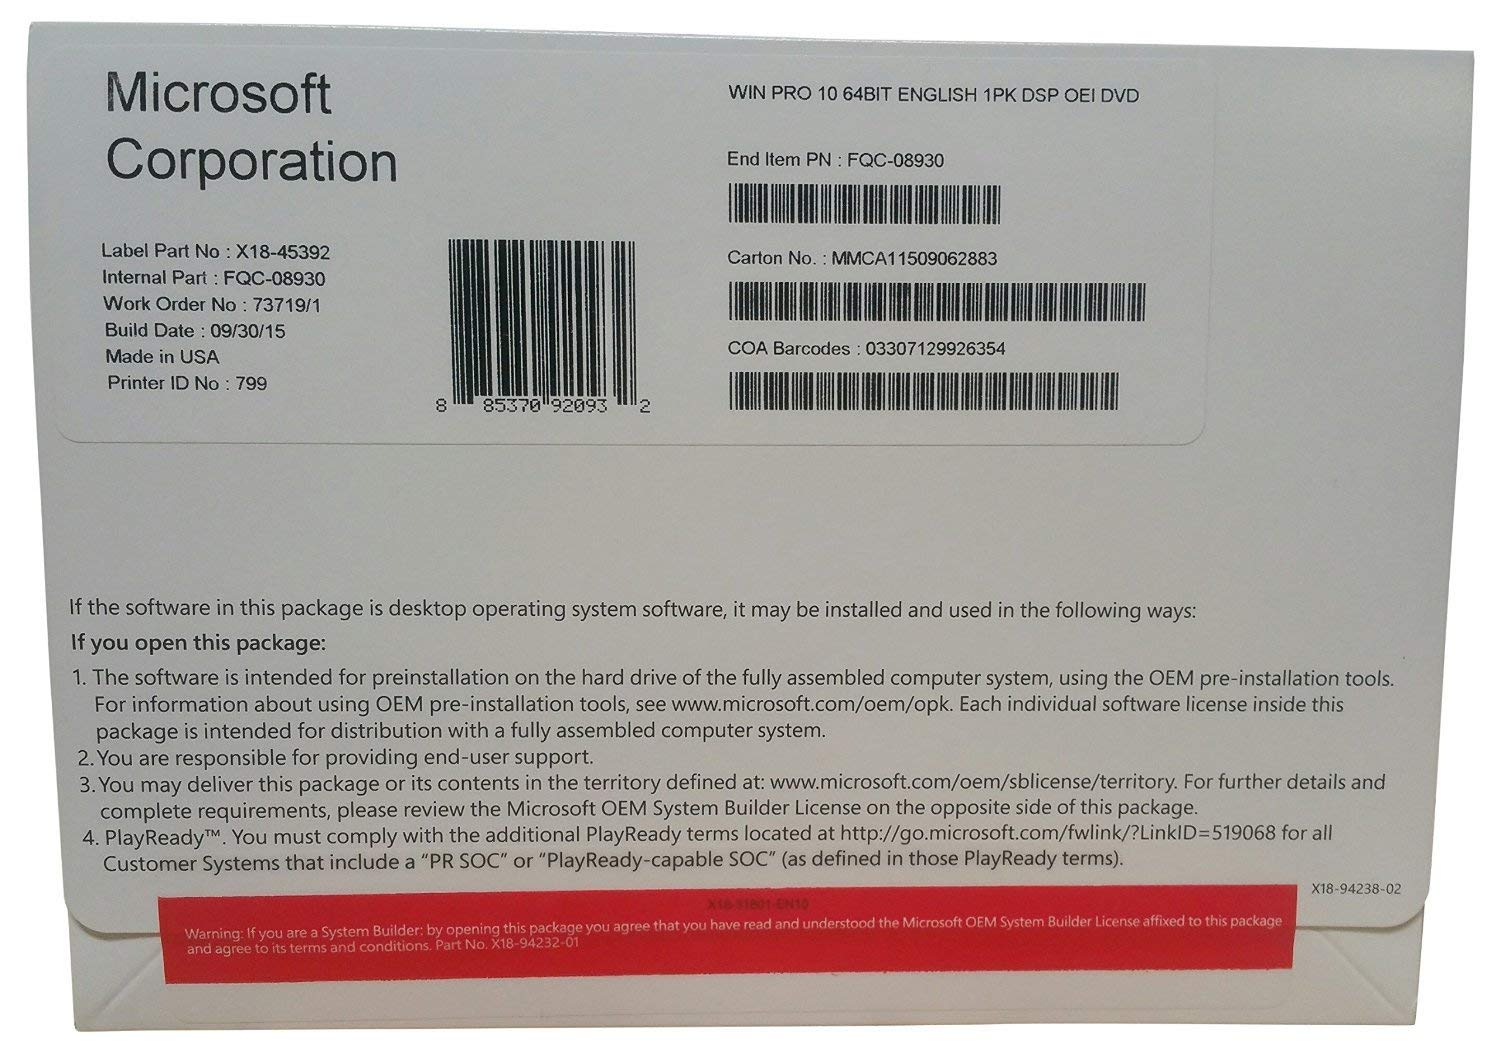 Microsoft
Corporation
Label Part No : X18-45392
Internal Part : FQC-08930
Work Order No : 73719/1
Build Date : 09/30/15
Made in USA
Printer ID No : 799
8 85370 92093 2
WIN PRO 10 64BIT ENGLISH 1PK DSP OEI DVD
End Item PN : FQC-08930
Carton No. : MMCA11509062883
COA Barcodes : 03307129926354
If the software in this package is desktop operating system software, it may be installed and used in the following ways:
If you open this package:
1. The software is intended for preinstallation on the hard drive of the fully assembled computer system, using the OEM pre-installation tools.
For information about using OEM pre-installation tools, see www.microsoft.com/oem/opk. Each individual software license inside this
package is intended for distribution with a fully assembled computer system.
2. You are responsible for providing end-user support.
3. You may deliver this package or its contents in the territory defined at: www.microsoft.com/oem/sblicense/territory. For further details and
complete requirements, please review the Microsoft OEM System Builder License on the opposite side of this package.
4. PlayReady™. You must comply with the additional PlayReady terms located at http://go.microsoft.com/fwlink/?LinkID=519068 for all
Customer Systems that include a “PR SOC” or “PlayReady-capable SOC” (as defined in those PlayReady terms).
X18-94238-02
Warning: If you are a System Builder: by opening this package you agree that you have read and understood the Microsoft OEM System Builder License affixed to this package
and agree to its terms and conditions. Part No. X18-94232-01